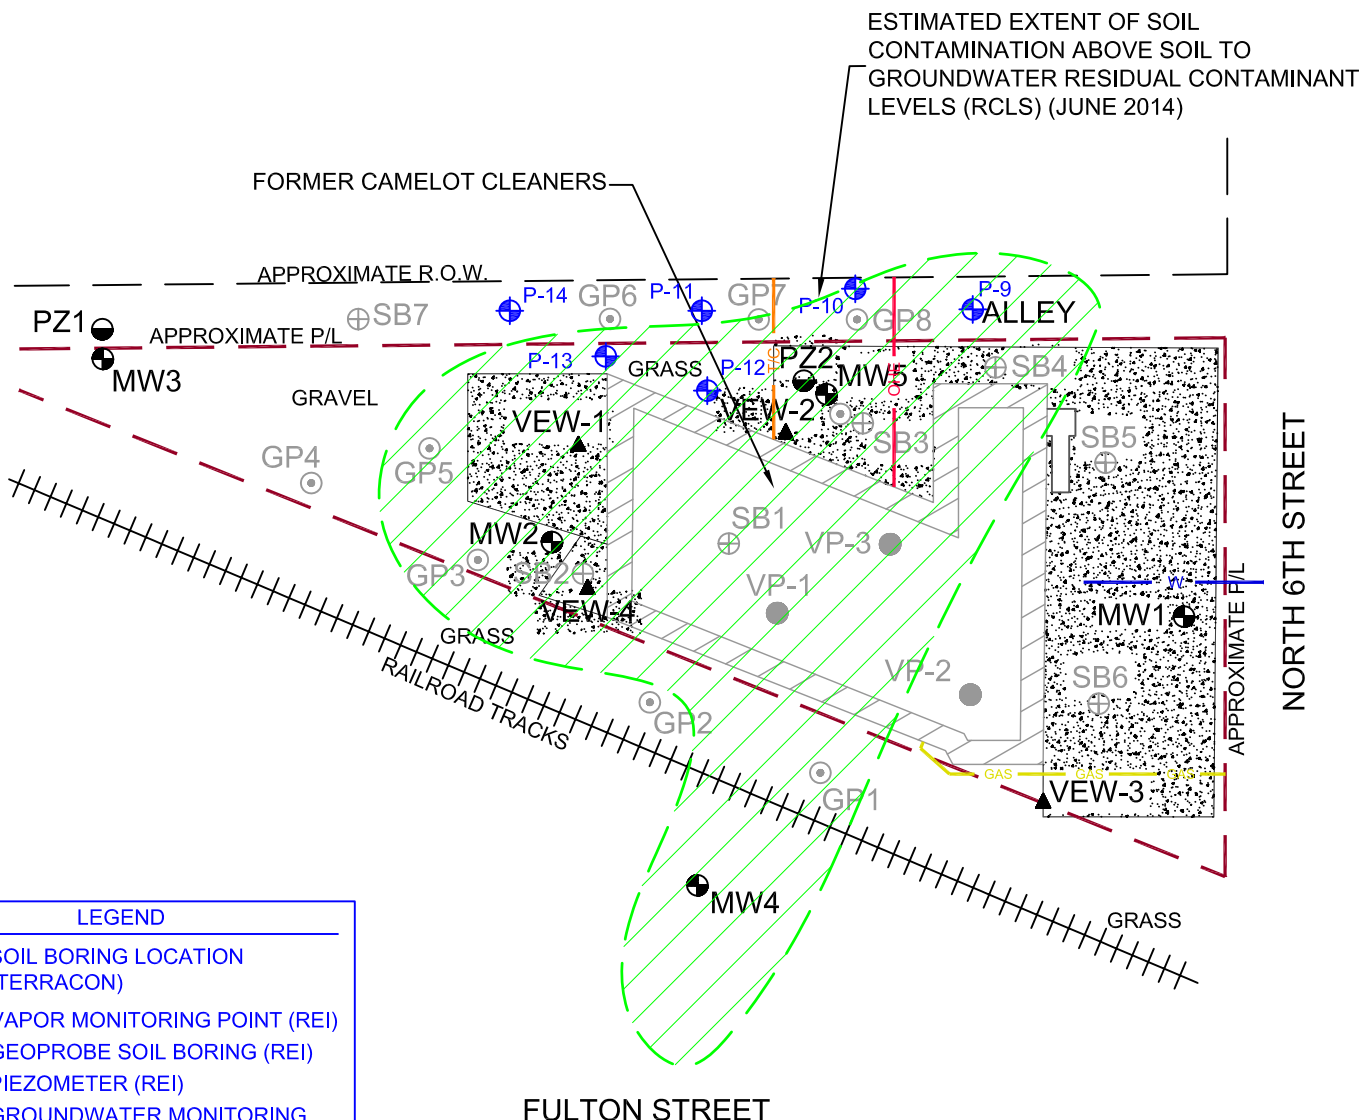 ESTIMATED EXTENT OF SOIL
CONTAMINATION ABOVE SOIL TO
GROUNDWATER RESIDUAL CONTAMINANT
LEVELS (RCLS) (JUNE 2014)
FORMER CAMELOT CLEANERS
APPROXIMATE R.O.W.
P-14
GP6
P-11
GP7
P-10
P-9
PZ1
SB7
GP8
ALLEY
APPROXIMATE P/L
MW3
P-13
GRASS
P-12
T/C
PZ2
MW5
OHE
SB4
GRAVEL
VEW-1
VEW-2
SB3
SB5
GP4
GP5
NORTH 6TH STREET
MW2
SB1
VP-3
GP3
SB2
VEW-4
VP-1
W
MW1
APPROXIMATE P/L
GRASS
RAILROAD TRACKS
VP-2
SB6
GP2
GP1
GAS
GAS
GAS
VEW-3
MW4
GRASS
LEGEND
SOIL BORING LOCATION
TERRACON)
VAPOR MONITORING POINT (REI)
GEOPROBE SOIL BORING (REI)
PIEZOMETER (REI)
GROUNDWATER MONITORING
FULTON STREET